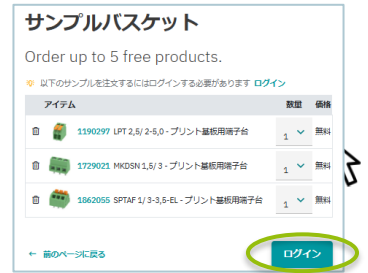 サンプルバスケット
Order up to 5 free products.
以下のサンプルを注文するにはログインする必要があります ログイン
アイテム 数量 価格
1190297 LPT 2,5/ 2-5,0 - プリント基板用端子台 1 無料
1729021 MKDSN 1,5/ 3 - プリント基板用端子台 1 無料
1862055 SPTAF 1/ 3-3,5-EL - プリント基板用端子台 1 無料
← 前のページに戻る ログイン